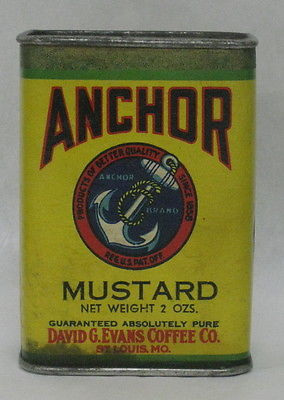 ANCHOR
PRODUCTS OF BETTER QUALITY SINCE 1858
ANCHOR
BRAND
REG. U.S. PAT. OFF.
MUSTARD
NET WEIGHT 2 OZS.
GUARANTEED ABSOLUTELY PURE
DAVID G. EVANS COFFEE CO.
ST. LOUIS, MO.